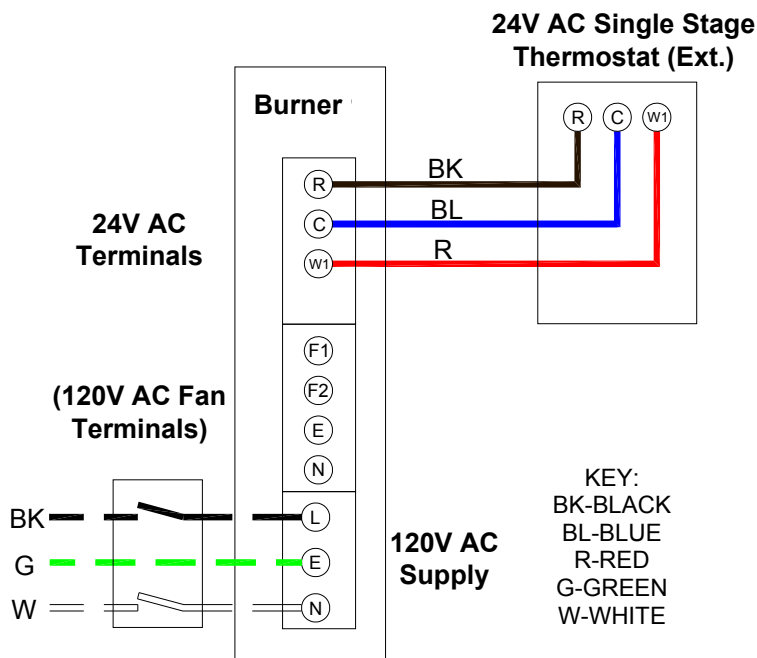 24V AC Single Stage
Thermostat (Ext.)
Burner
R C W1
24V AC
Terminals
R
C
W1
BK
BL
R
(120V AC Fan
Terminals)
F1
F2
E
N
BK
G
W
L
E
N
120V AC
Supply
KEY:
BK-BLACK
BL-BLUE
R-RED
G-GREEN
W-WHITE